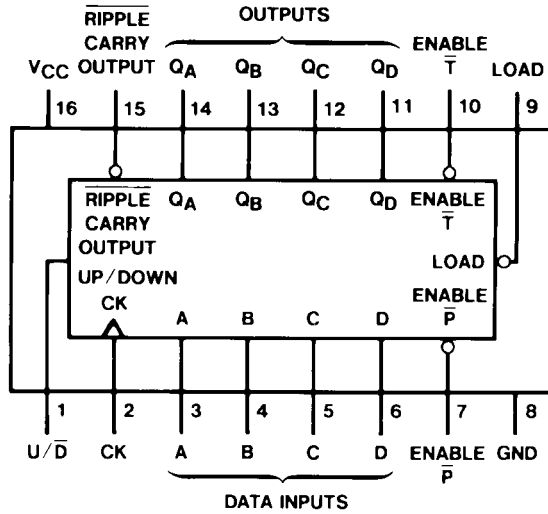 RIPPLE OUTPUTS
CARRY ENABLE
VCC OUTPUT QA QB QC QD T LOAD
16 15 14 13 12 11 10 9
RIPPLE QA QB QC QD ENABLE
CARRY T
OUTPUT
LOAD
UP/DOWN
ENABLE
CK A B C D P
1 2 3 4 5 6 7 8
U/D̅ CK A B C D ENABLE GND
P̅
DATA INPUTS